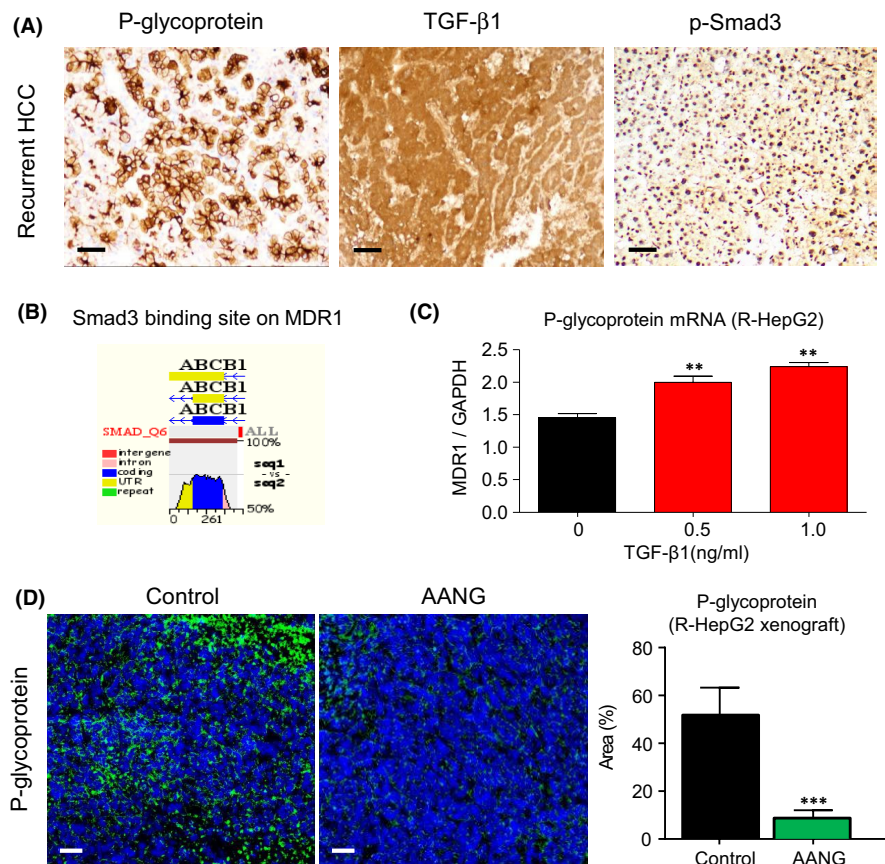 (A)
P-glycoprotein
TGF-β1
p-Smad3
Recurrent HCC
(B)
Smad3 binding site on MDR1
ABCB1
ABCB1
ABCB1
SMAD_Q6
ALL
100%
intergene
intron
coding
UTR
repeat
seq1
- vs -
seq2
50%
0 261
(C)
P-glycoprotein mRNA (R-HepG2)
MDR1 / GAPDH
2.5
2.0
1.5
1.0
0.5
0.0
**
**
0 0.5 1.0
TGF-β1(ng/ml)
(D)
Control
AANG
P-glycoprotein
P-glycoprotein
(R-HepG2 xenograft)
Area (%)
80
60
40
20
0
***
Control AANG